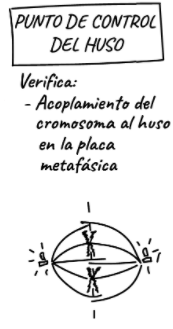 PUNTO DE CONTROL
DEL HUSO
Verifica:
- Acoplamiento del
cromosoma al huso
en la placa
metafásica